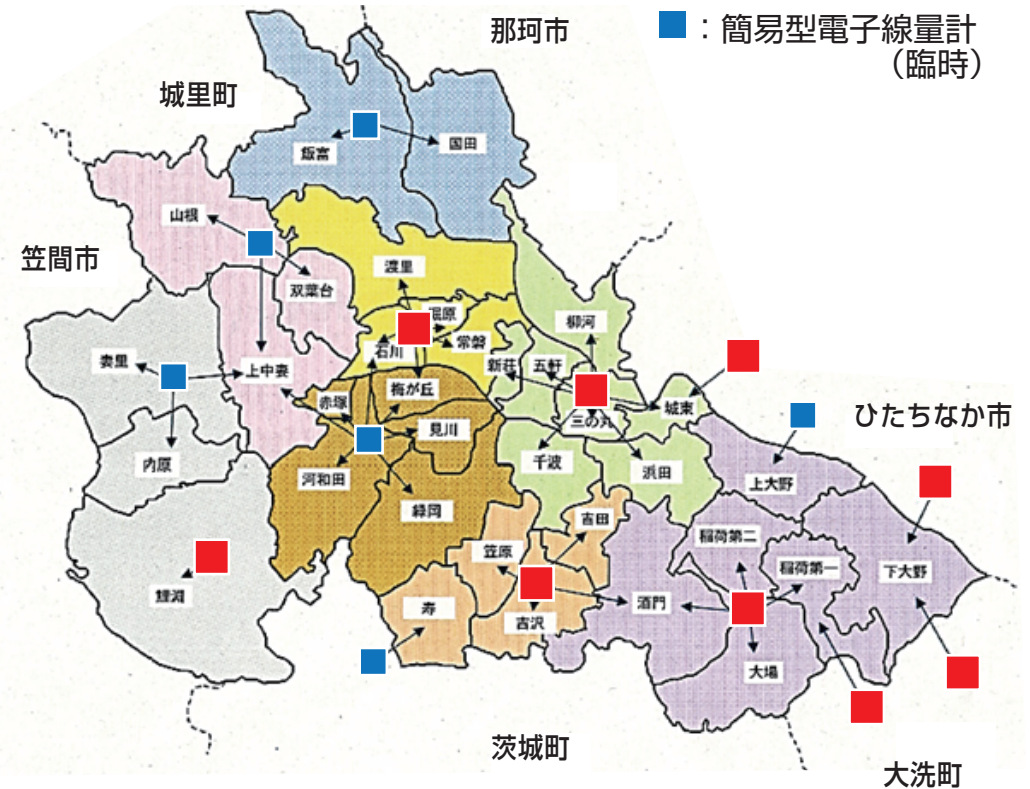 那珂市
：簡易型電子線量計
（臨時）
城里町
飯富
国田
山根
笠間市
双葉台
渡里
堀原
柳河
石川
常磐
妻里
上中妻
新荘
五軒
梅が丘
赤塚
城東
ひたちなか市
三の丸
見川
内原
河和田
千波
浜田
上大野
緑岡
吉田
稲荷第二
笠原
稲荷第一
下大野
鯉淵
寿
酒門
吉沢
大場
茨城町
大洗町